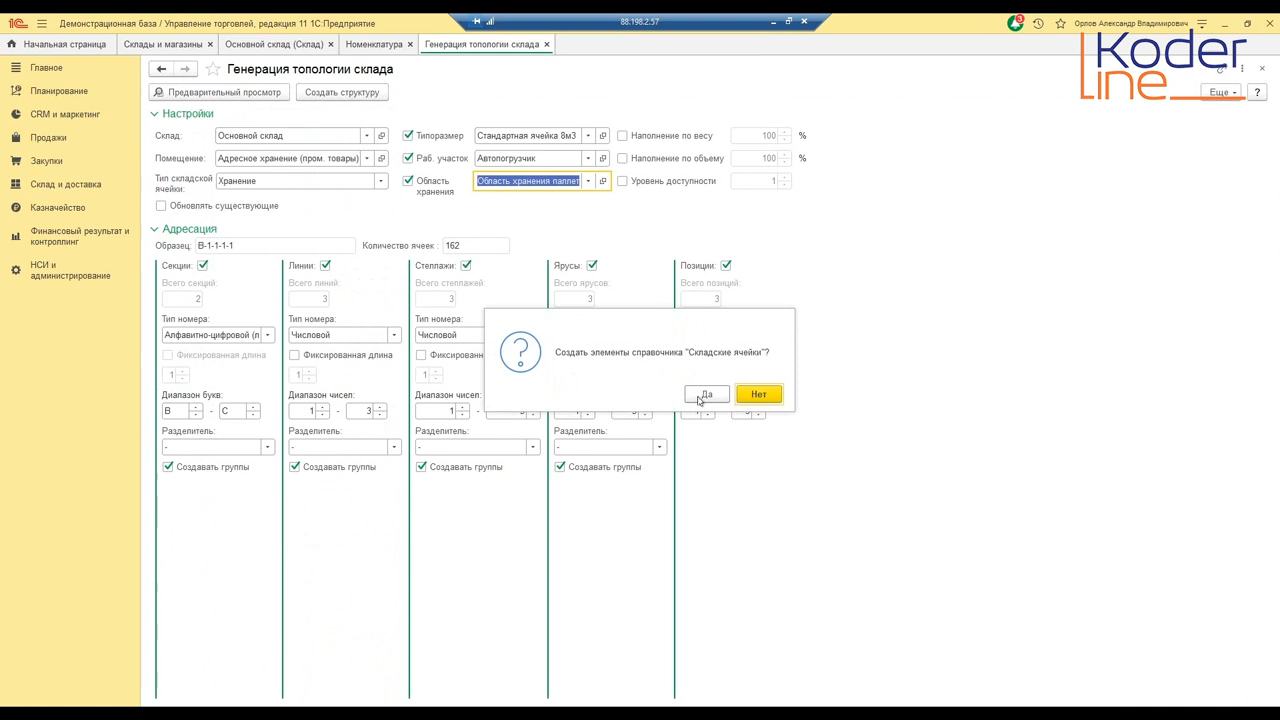 Демонстрационная база / Управление торговлей, редакция 11 1С:Предприятие
88.198.2.57
3
Орлов Александр Владимирович
Начальная страница
Склады и магазины
Основной склад (Склад)
Номенклатура
Генерация топологии склада
Koder
line
Главное
Планирование
CRM и маркетинг
Продажи
Закупки
Склад и доставка
Казначейство
Финансовый результат и
контроллинг
НСИ и
администрирование
Генерация топологии склада
Предварительный просмотр
Создать структуру
Еще
?
Настройки
Склад: Основной склад
Типоразмер Стандартная ячейка 8м3
Наполнение по весу 100 %
Помещение: Адресное хранение (пром. товары)
Раб. участок Автопогрузчик
Наполнение по объему 100 %
Тип складской
ячейки: Хранение
Область
хранения Область хранения паллет
Уровень доступности 1
Обновлять существующие
Адресация
Образец: B-1-1-1-1 Количество ячеек : 162
Секции: Линии: Стеллажи: Ярусы: Позиции:
Всего секций: Всего линий: Всего стеллажей: Всего ярусов: Всего позиций:
2 3 3 3 3
Тип номера: Тип номера: Тип номера:
Алфавитно-цифровой (л Числовой Числовой
Фиксированная длина Фиксированная длина Фиксированн
1 1 1
Диапазон букв: Диапазон чисел: Диапазон чисел:
B - C 1 - 3 1
Разделитель: Разделитель: Разделитель: Разделитель:
- - - -
Создавать группы Создавать группы Создавать группы Создавать группы
Создать элементы справочника "Складские ячейки"?
Да Нет